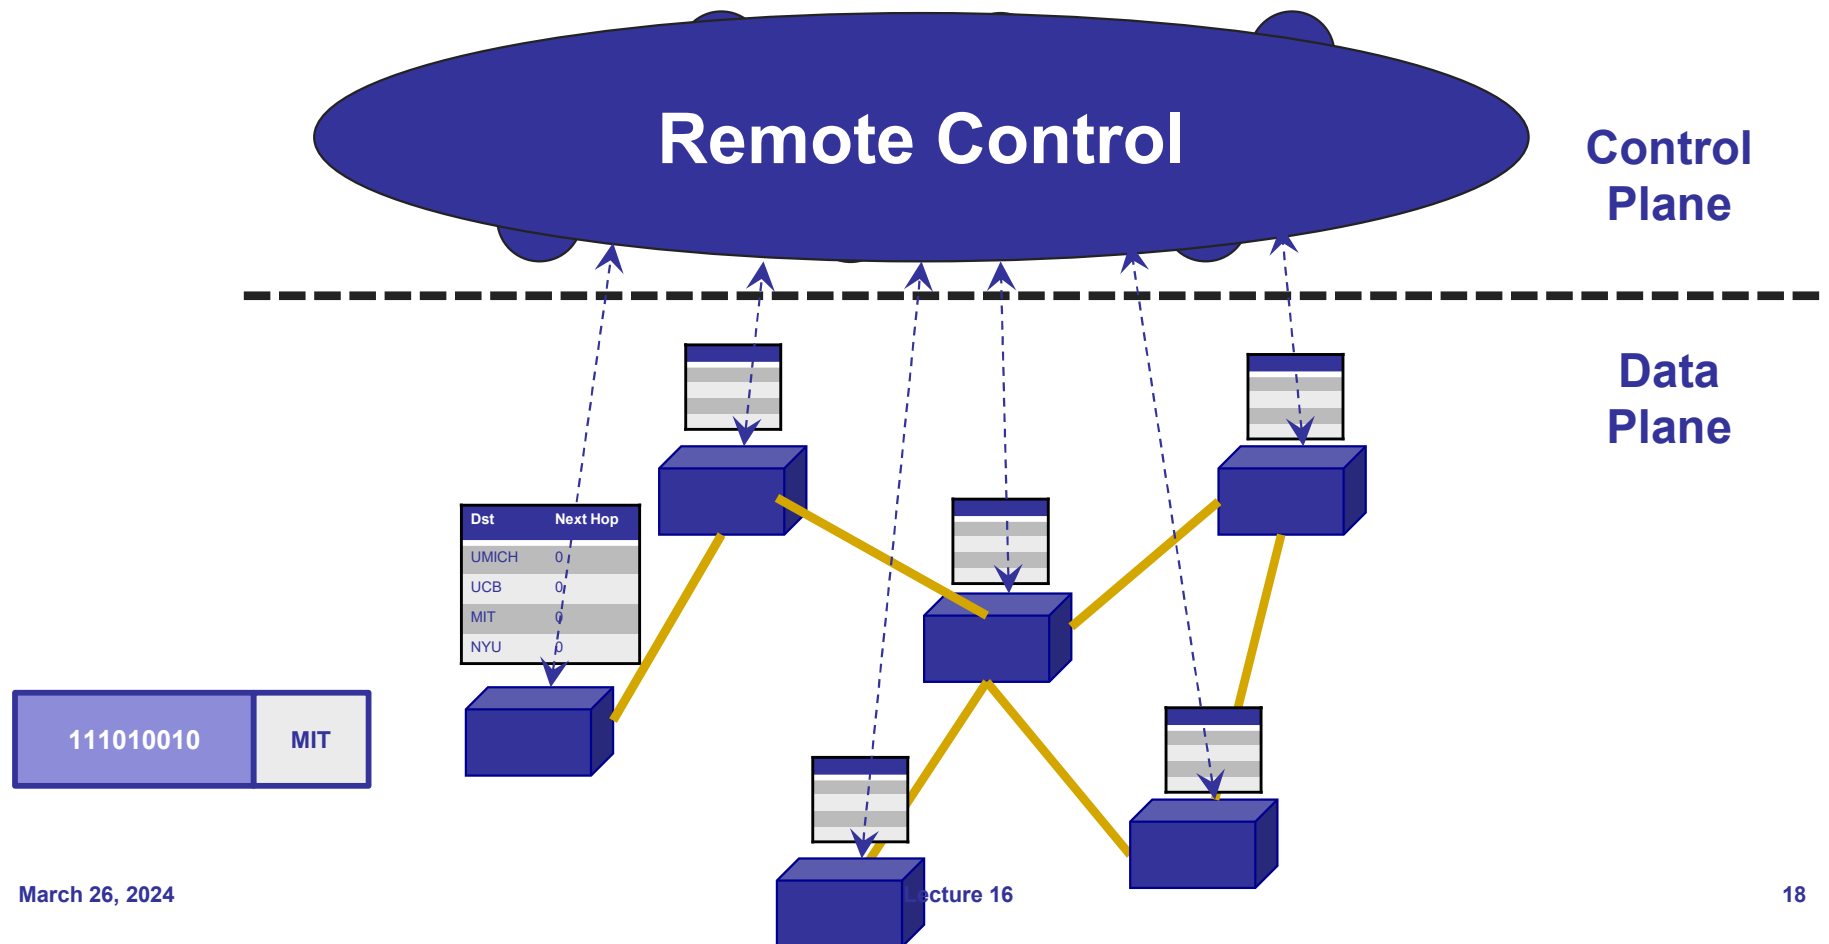 Remote Control
Control
Plane
Data
Plane
Dst Next Hop
UMICH 0
UCB 0
MIT 0
NYU 0
111010010 MIT
March 26, 2024 Lecture 16 18